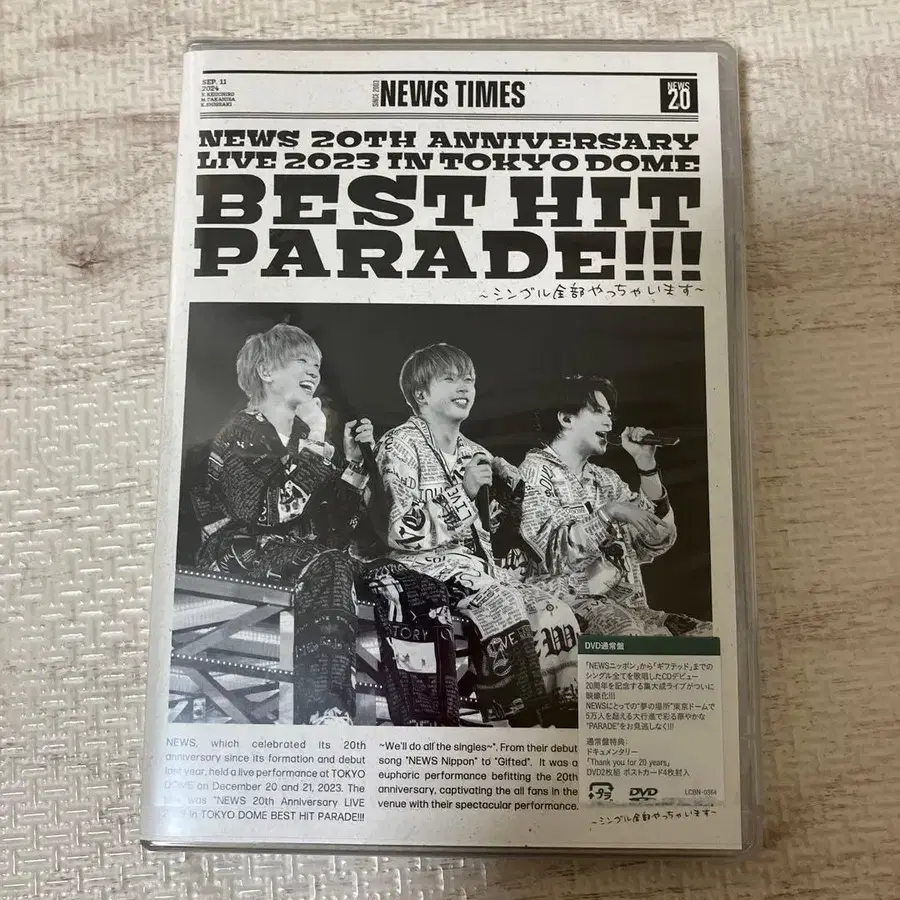 SEP. 11
2024
K.KEIICHIRO
M.TAKAHISA
K.SHIGEAKI
SINCE 2003
NEWS TIMES
NEWS
20
NEWS 20TH ANNIVERSARY
LIVE 2023 IN TOKYO DOME
BEST HIT
PARADE!!!
~シングル全部やっちゃいます~
DVD通常盤
「NEWSニッポン」から「ギフテッド」までの
シングル全てを歌唱したCDデビュー
20周年を記念する集大成ライブがついに
映像化!!!
NEWSにとっての"夢の場所"東京ドームで
5万人を超える大行進で彩る華やかな
"PARADE"をお見逃しなく!!!
通常盤特典:
ドキュメンタリー
「Thank you for 20 years」
DVD2枚組 ポストカード4枚封入
DVD
LCBN-0564
~シングル全部やっちゃいます~
NEWS, which celebrated its 20th
anniversary since its formation and debut
last year, held a live performance at TOKYO
DOME on December 20 and 21, 2023. The
was "NEWS 20th Anniversary LIVE
in TOKYO DOME BEST HIT PARADE!!!
~We'll do all the singles~". From their debut
song "NEWS Nippon" to "Gifted". It was a
euphoric performance befitting the 20th
anniversary, captivating the all fans in the
venue with their spectacular performance.